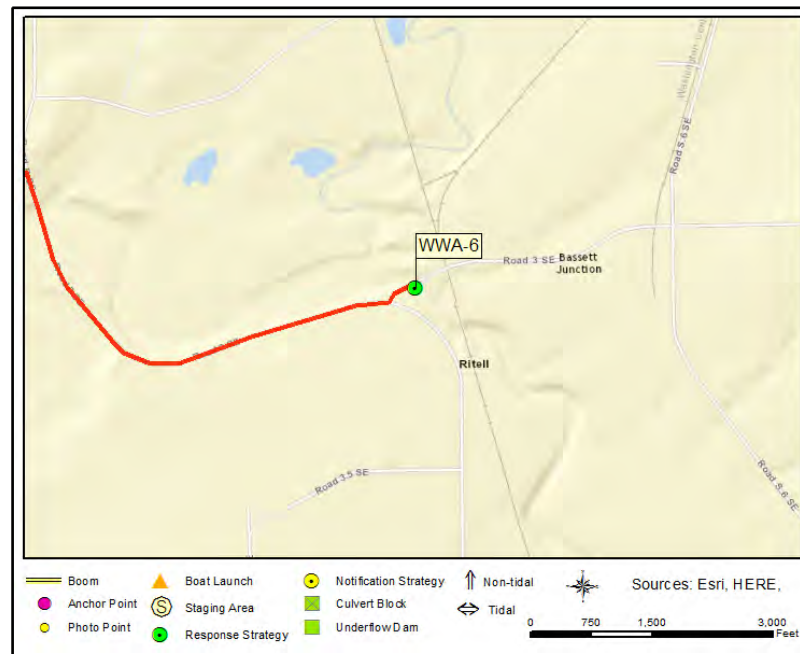 WWA-6
Road 3 SE
Bassett
Junction
Ritell
Road 3.5 SE
Road S.6 SE
Road S.6 SE
Boom
Anchor Point
Photo Point
Boat Launch
S Staging Area
Response Strategy
Notification Strategy
Culvert Block
Underflow Dam
Non-tidal
Tidal
Sources: Esri, HERE,
0 750 1,500 3,000
Feet